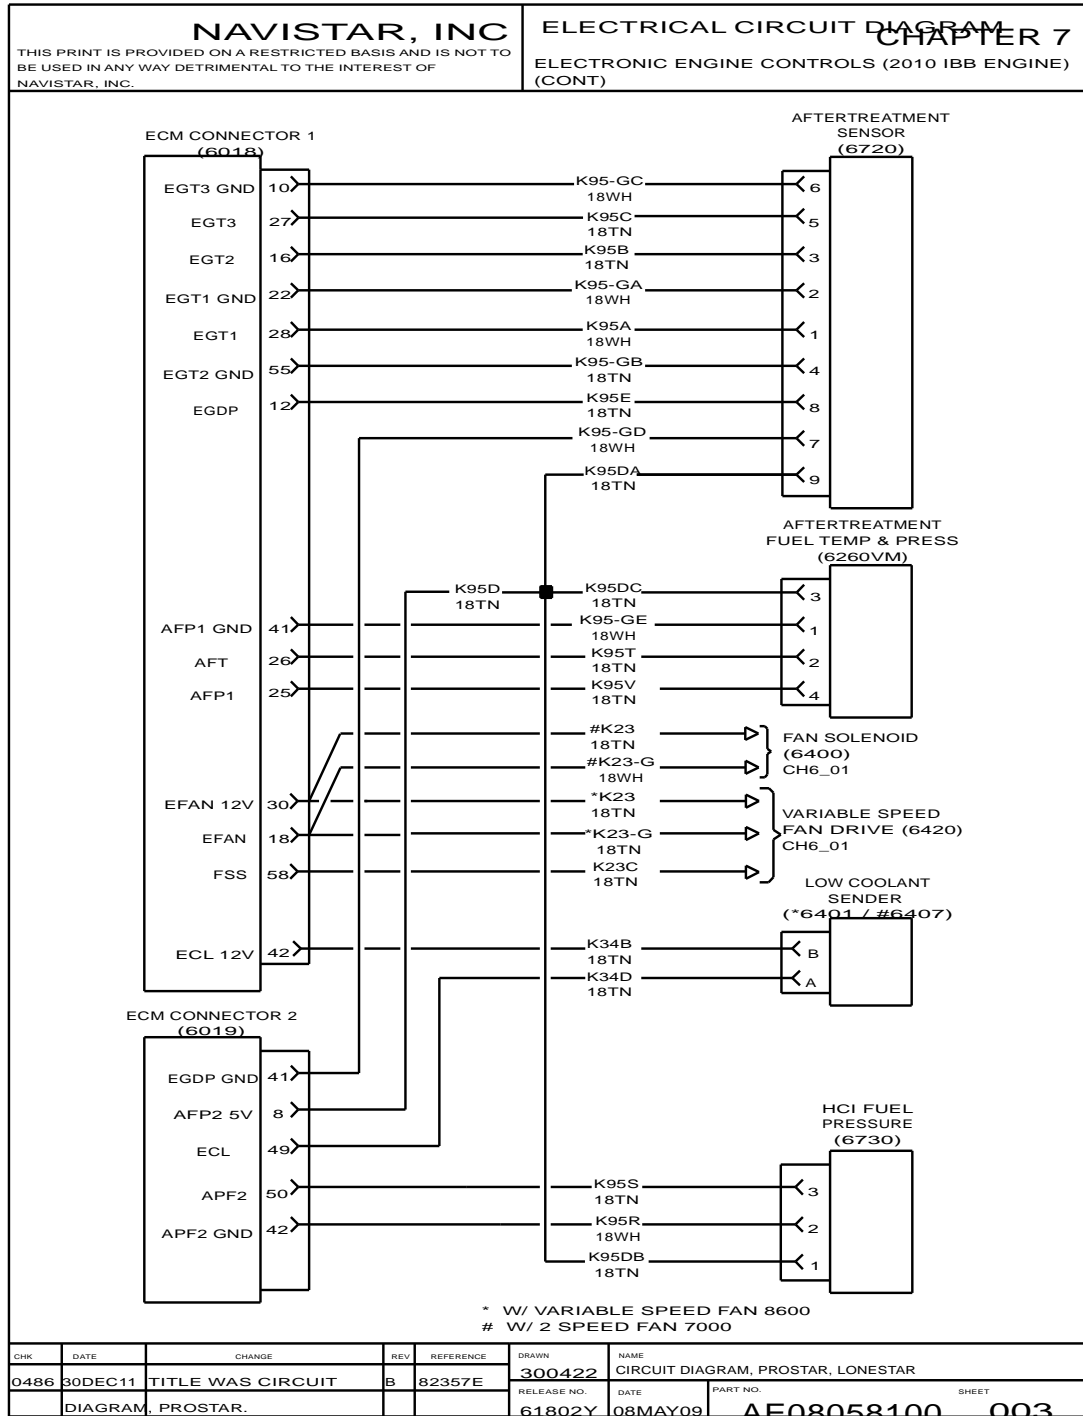 NAVISTAR, INC
THIS PRINT IS PROVIDED ON A RESTRICTED BASIS AND IS NOT TO
BE USED IN ANY WAY DETRIMENTAL TO THE INTEREST OF
NAVISTAR, INC.
ELECTRICAL CIRCUIT DIAGRAM
CHAPTER 7
ELECTRONIC ENGINE CONTROLS (2010 IBB ENGINE)
(CONT)
ECM CONNECTOR 1
(6018)
AFTERTREATMENT
SENSOR
(6720)
EGT3 GND 10 K95-GC 6
18WH
EGT3 27 K95C 5
18TN
EGT2 16 K95B 3
18TN
EGT1 GND 22 K95-GA 2
18WH
EGT1 28 K95A 1
18WH
EGT2 GND 55 K95-GB 4
18TN
EGDP 12 K95E 8
18TN
K95-GD 7
18WH
K95DA 9
18TN
AFTERTREATMENT
FUEL TEMP & PRESS
(6260VM)
K95D K95DC 3
18TN 18TN
AFP1 GND 41 K95-GE 1
18WH
AFT 26 K95T 2
18TN
AFP1 25 K95V 4
18TN
#K23
18TN
#K23-G
18WH
FAN SOLENOID
(6400)
CH6_01
EFAN 12V 30 *K23
18TN
EFAN 18 *K23-G
18TN
FSS 58 K23C
18TN
VARIABLE SPEED
FAN DRIVE (6420)
CH6_01
LOW COOLANT
SENDER
(*6401 / #6407)
ECL 12V 42 K34B B
18TN
K34D A
18TN
ECM CONNECTOR 2
(6019)
EGDP GND 41
AFP2 5V 8
ECL 49
HCI FUEL
PRESSURE
(6730)
APF2 50 K95S 3
18TN
APF2 GND 42 K95R 2
18WH
K95DB 1
18TN
* W/ VARIABLE SPEED FAN 8600
# W/ 2 SPEED FAN 7000
CHK DATE CHANGE REV REFERENCE
0486 30DEC11 TITLE WAS CIRCUIT B 82357E
DIAGRAM, PROSTAR.
DRAWN NAME
300422 CIRCUIT DIAGRAM, PROSTAR, LONESTAR
RELEASE NO. DATE PART NO. SHEET
61802Y 08MAY09 AE08058100 003